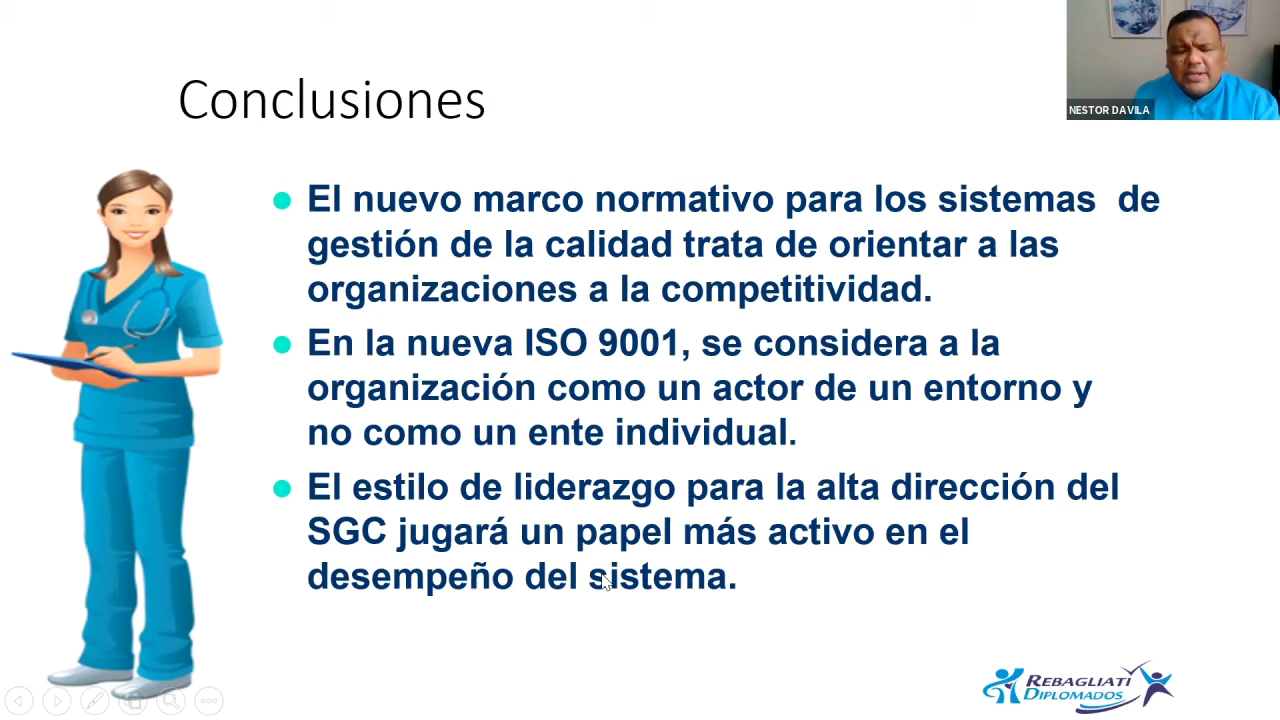 NESTOR DAVILA
Conclusiones
El nuevo marco normativo para los sistemas de
gestión de la calidad trata de orientar a las
organizaciones a la competitividad.
En la nueva ISO 9001, se considera a la
organización como un actor de un entorno y
no como un ente individual.
El estilo de liderazgo para la alta dirección del
SGC jugará un papel más activo en el
desempeño del sistema.
REBAGLIATI
DIPLOMADOS